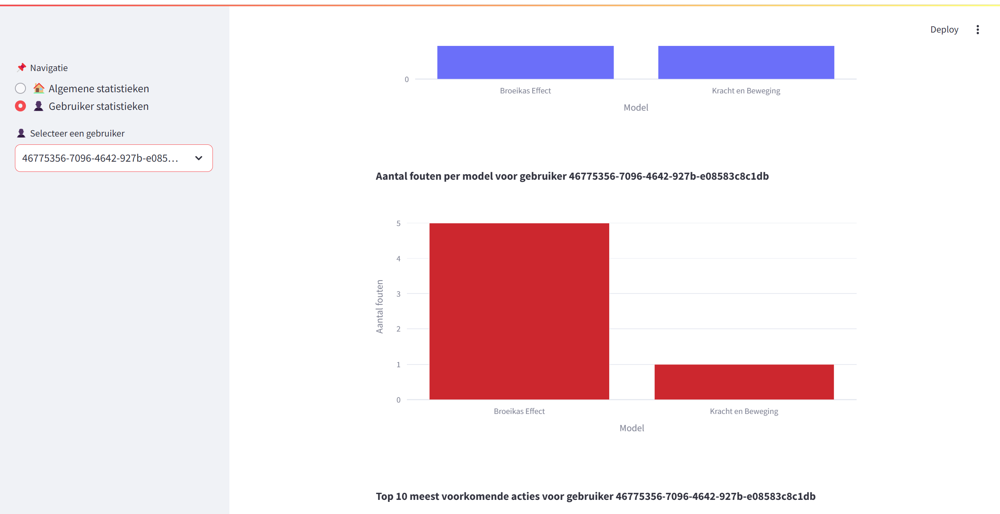 Deploy
Navigatie
Algemene statistieken
Gebruiker statistieken
Selecteer een gebruiker
46775356-7096-4642-927b-e085…
0
Broeikas Effect
Kracht en Beweging
Model
Aantal fouten per model voor gebruiker 46775356-7096-4642-927b-e08583c8c1db
Aantal fouten
5
4
3
2
1
0
Broeikas Effect
Kracht en Beweging
Model
Top 10 meest voorkomende acties voor gebruiker 46775356-7096-4642-927b-e08583c8c1db